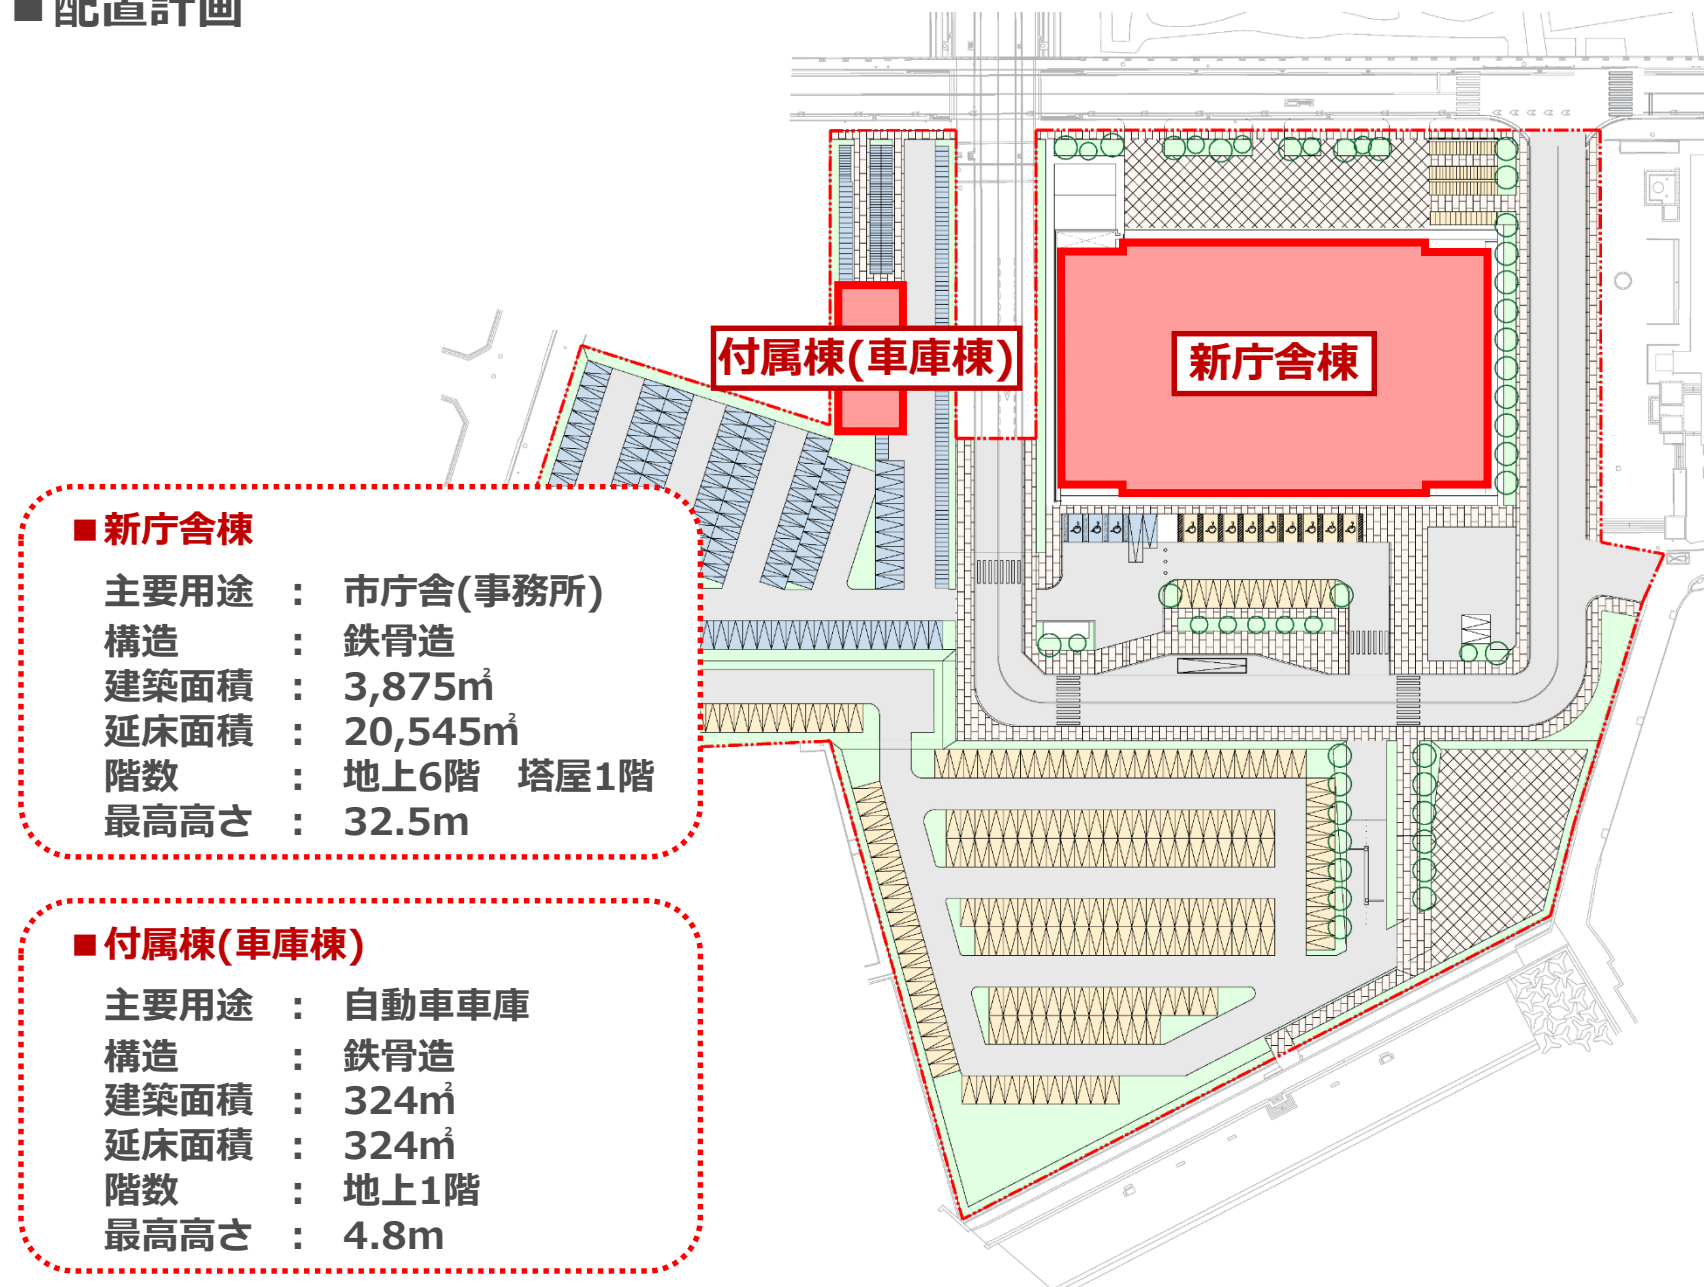 ■配置計画
付属棟(車庫棟)
新庁舎棟
■新庁舎棟
主要用途 : 市庁舎(事務所)
構造 : 鉄骨造
建築面積 : 3,875㎡
延床面積 : 20,545㎡
階数 : 地上6階 塔屋1階
最高高さ : 32.5m
■付属棟(車庫棟)
主要用途 : 自動車車庫
構造 : 鉄骨造
建築面積 : 324㎡
延床面積 : 324㎡
階数 : 地上1階
最高高さ : 4.8m